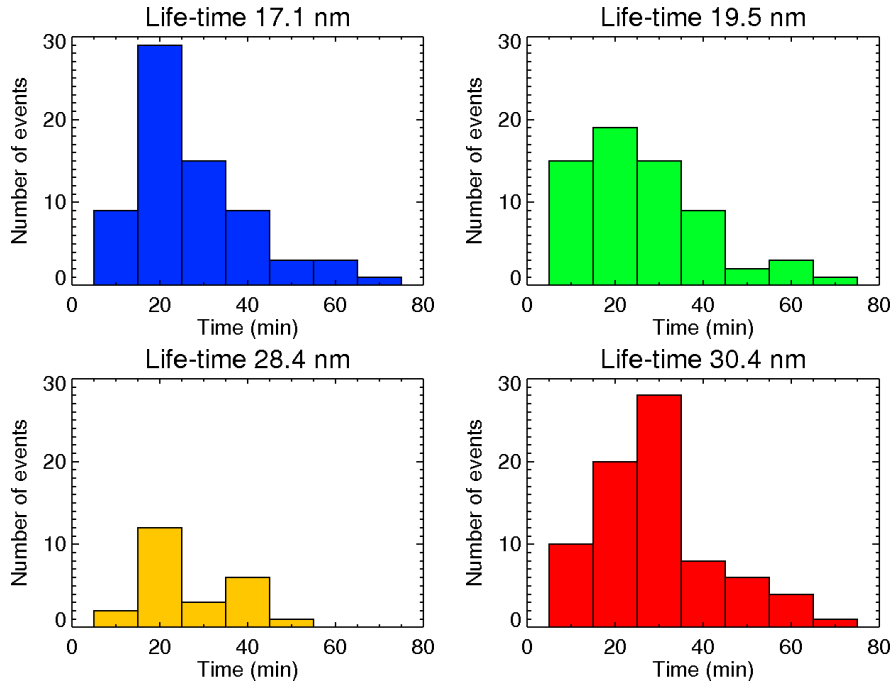 Life-time 17.1 nm
Number of events
30
20
10
0
0 20 40 60 80
Time (min)
Life-time 19.5 nm
Number of events
30
20
10
0
0 20 40 60 80
Time (min)
Life-time 28.4 nm
Number of events
30
20
10
0
0 20 40 60 80
Time (min)
Life-time 30.4 nm
Number of events
30
20
10
0
0 20 40 60 80
Time (min)